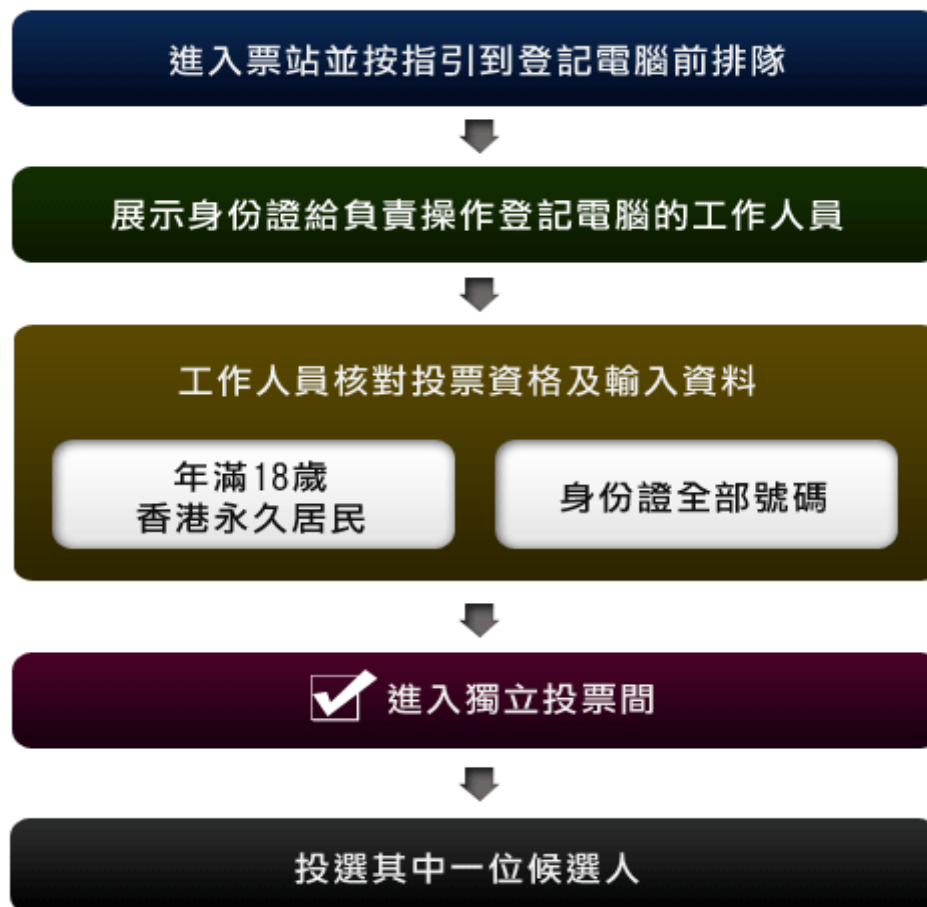 進入票站並按指引到登記電腦前排隊
展示身份證給負責操作登記電腦的工作人員
工作人員核對投票資格及輸入資料
年滿18歲
香港永久居民
身份證全部號碼
進入獨立投票間
投選其中一位候選人